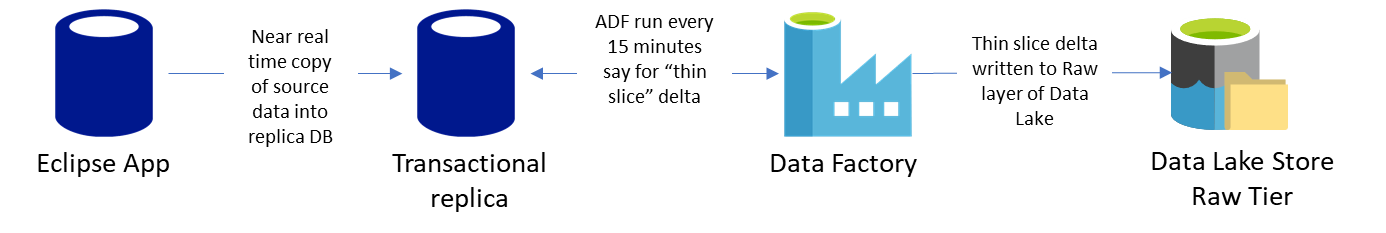 Near real
time copy
of source
data into
replica DB
ADF run every
15 minutes
say for “thin
slice” delta
Thin slice delta
written to Raw
layer of Data
Lake
Eclipse App
Transactional
replica
Data Factory
Data Lake Store
Raw Tier